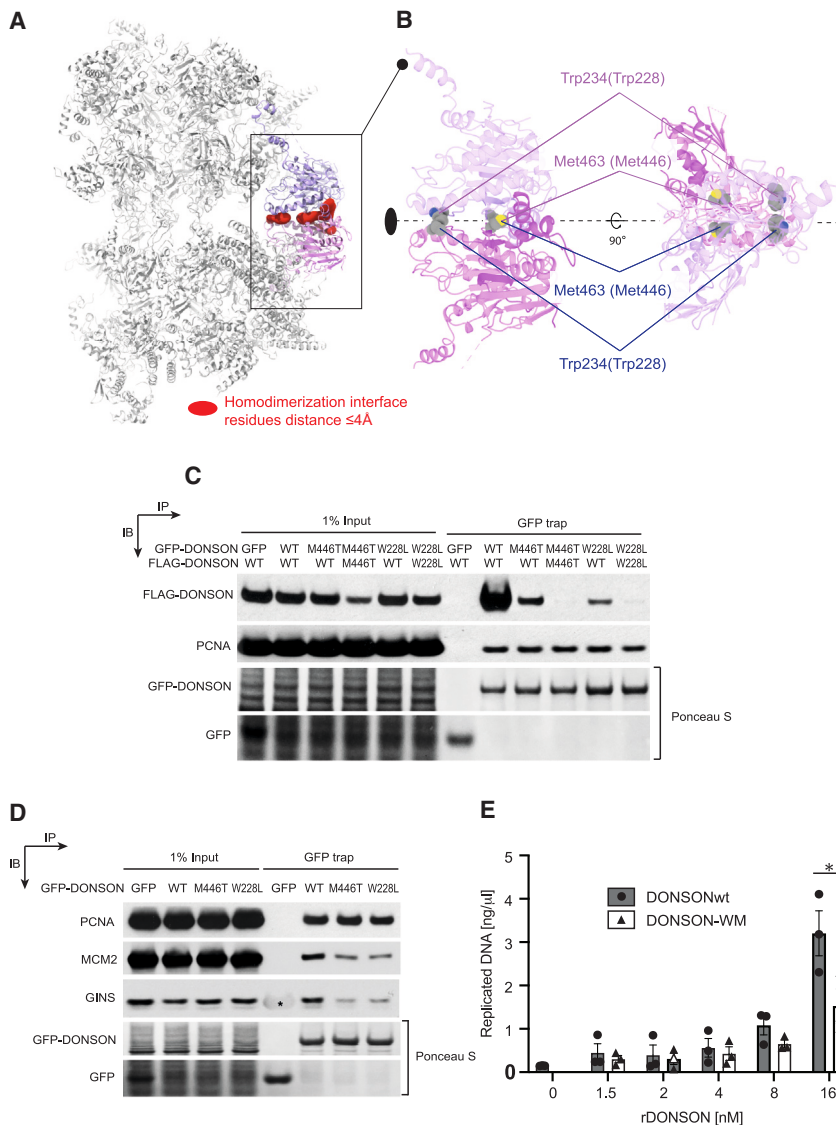 A
B
Trp234(Trp228)
Met463 (Met446)
90°
Met463 (Met446)
Trp234(Trp228)
Homodimerization interface
residues distance ≤4Å
C
IP
IB
1% Input
GFP trap
GFP-DONSON GFP WT M446T M446T W228L W228L GFP WT M446T M446T W228L W228L
FLAG-DONSON WT WT WT M446T WT W228L WT WT WT M446T WT W228L
FLAG-DONSON
PCNA
GFP-DONSON
GFP
Ponceau S
D
IP
IB
1% Input
GFP trap
GFP-DONSON GFP WT M446T W228L GFP WT M446T W228L
PCNA
MCM2
GINS
*
GFP-DONSON
GFP
Ponceau S
E
5
4
3
2
1
0
Replicated DNA [ng/µl]
DONSONwt
DONSON-WM
*
0 1.5 2 4 8 16
rDONSON [nM]